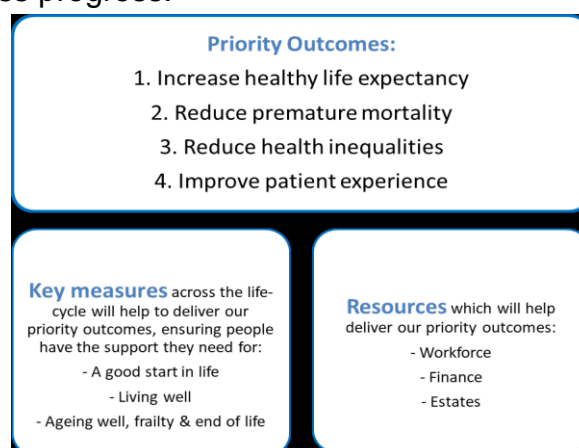 progress.
Priority Outcomes:
1. Increase healthy life expectancy
2. Reduce premature mortality
3. Reduce health inequalities
4. Improve patient experience
Key measures across the life-
cycle will help to deliver our
priority outcomes, ensuring people
have the support they need for:
- A good start in life
- Living well
- Ageing well, frailty & end of life
Resources which will help
deliver our priority outcomes:
- Workforce
- Finance
- Estates